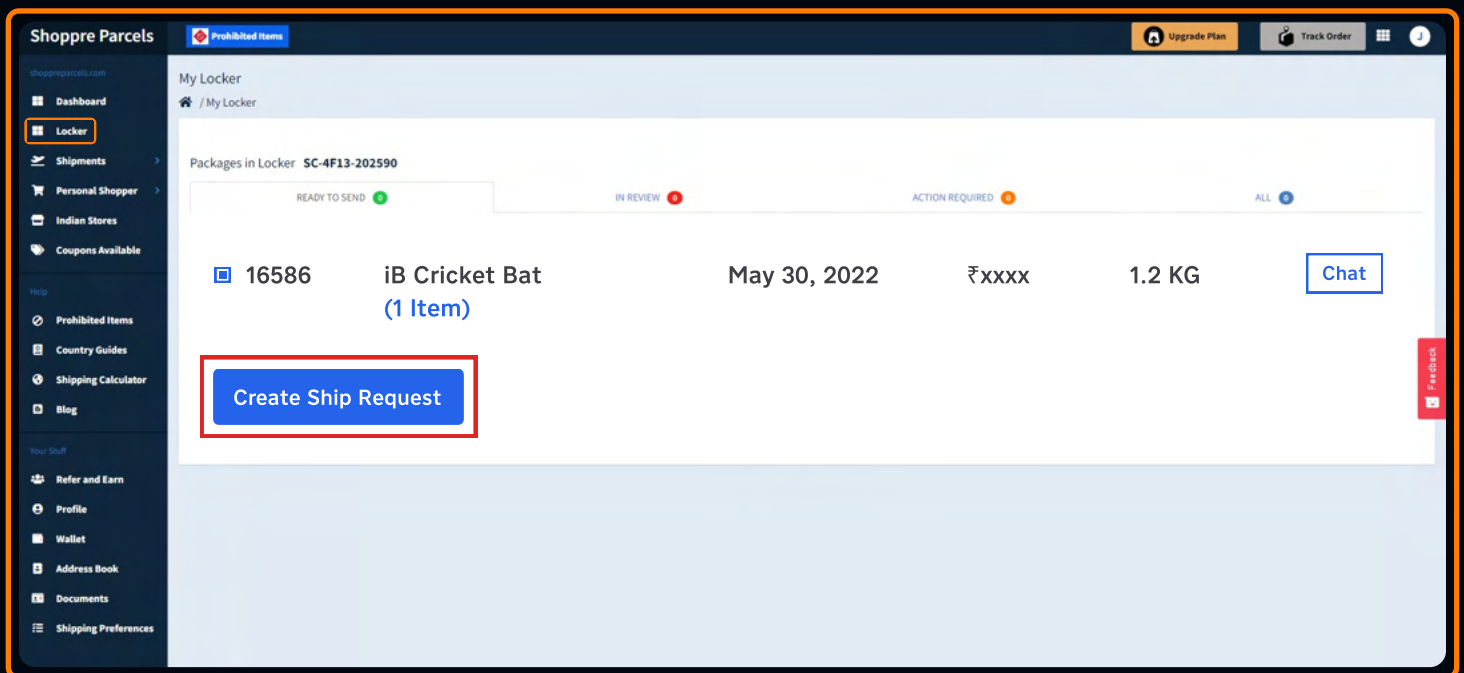 Shoppre Parcels
Prohibited Items
Upgrade Plan
Track Order
J
shoppreparcels.com
Dashboard
Locker
Shipments
Personal Shopper
Indian Stores
Coupons Available
Help
Prohibited Items
Country Guides
Shipping Calculator
Blog
Your Stuff
Refer and Earn
Profile
Wallet
Address Book
Documents
Shipping Preferences
My Locker
/ My Locker
Packages in Locker SC-4F13-202590
READY TO SEND 0
IN REVIEW 0
ACTION REQUIRED 0
ALL 0
16586 iB Cricket Bat May 30, 2022 ₹xxxx 1.2 KG Chat
(1 Item)
Create Ship Request
Feedback